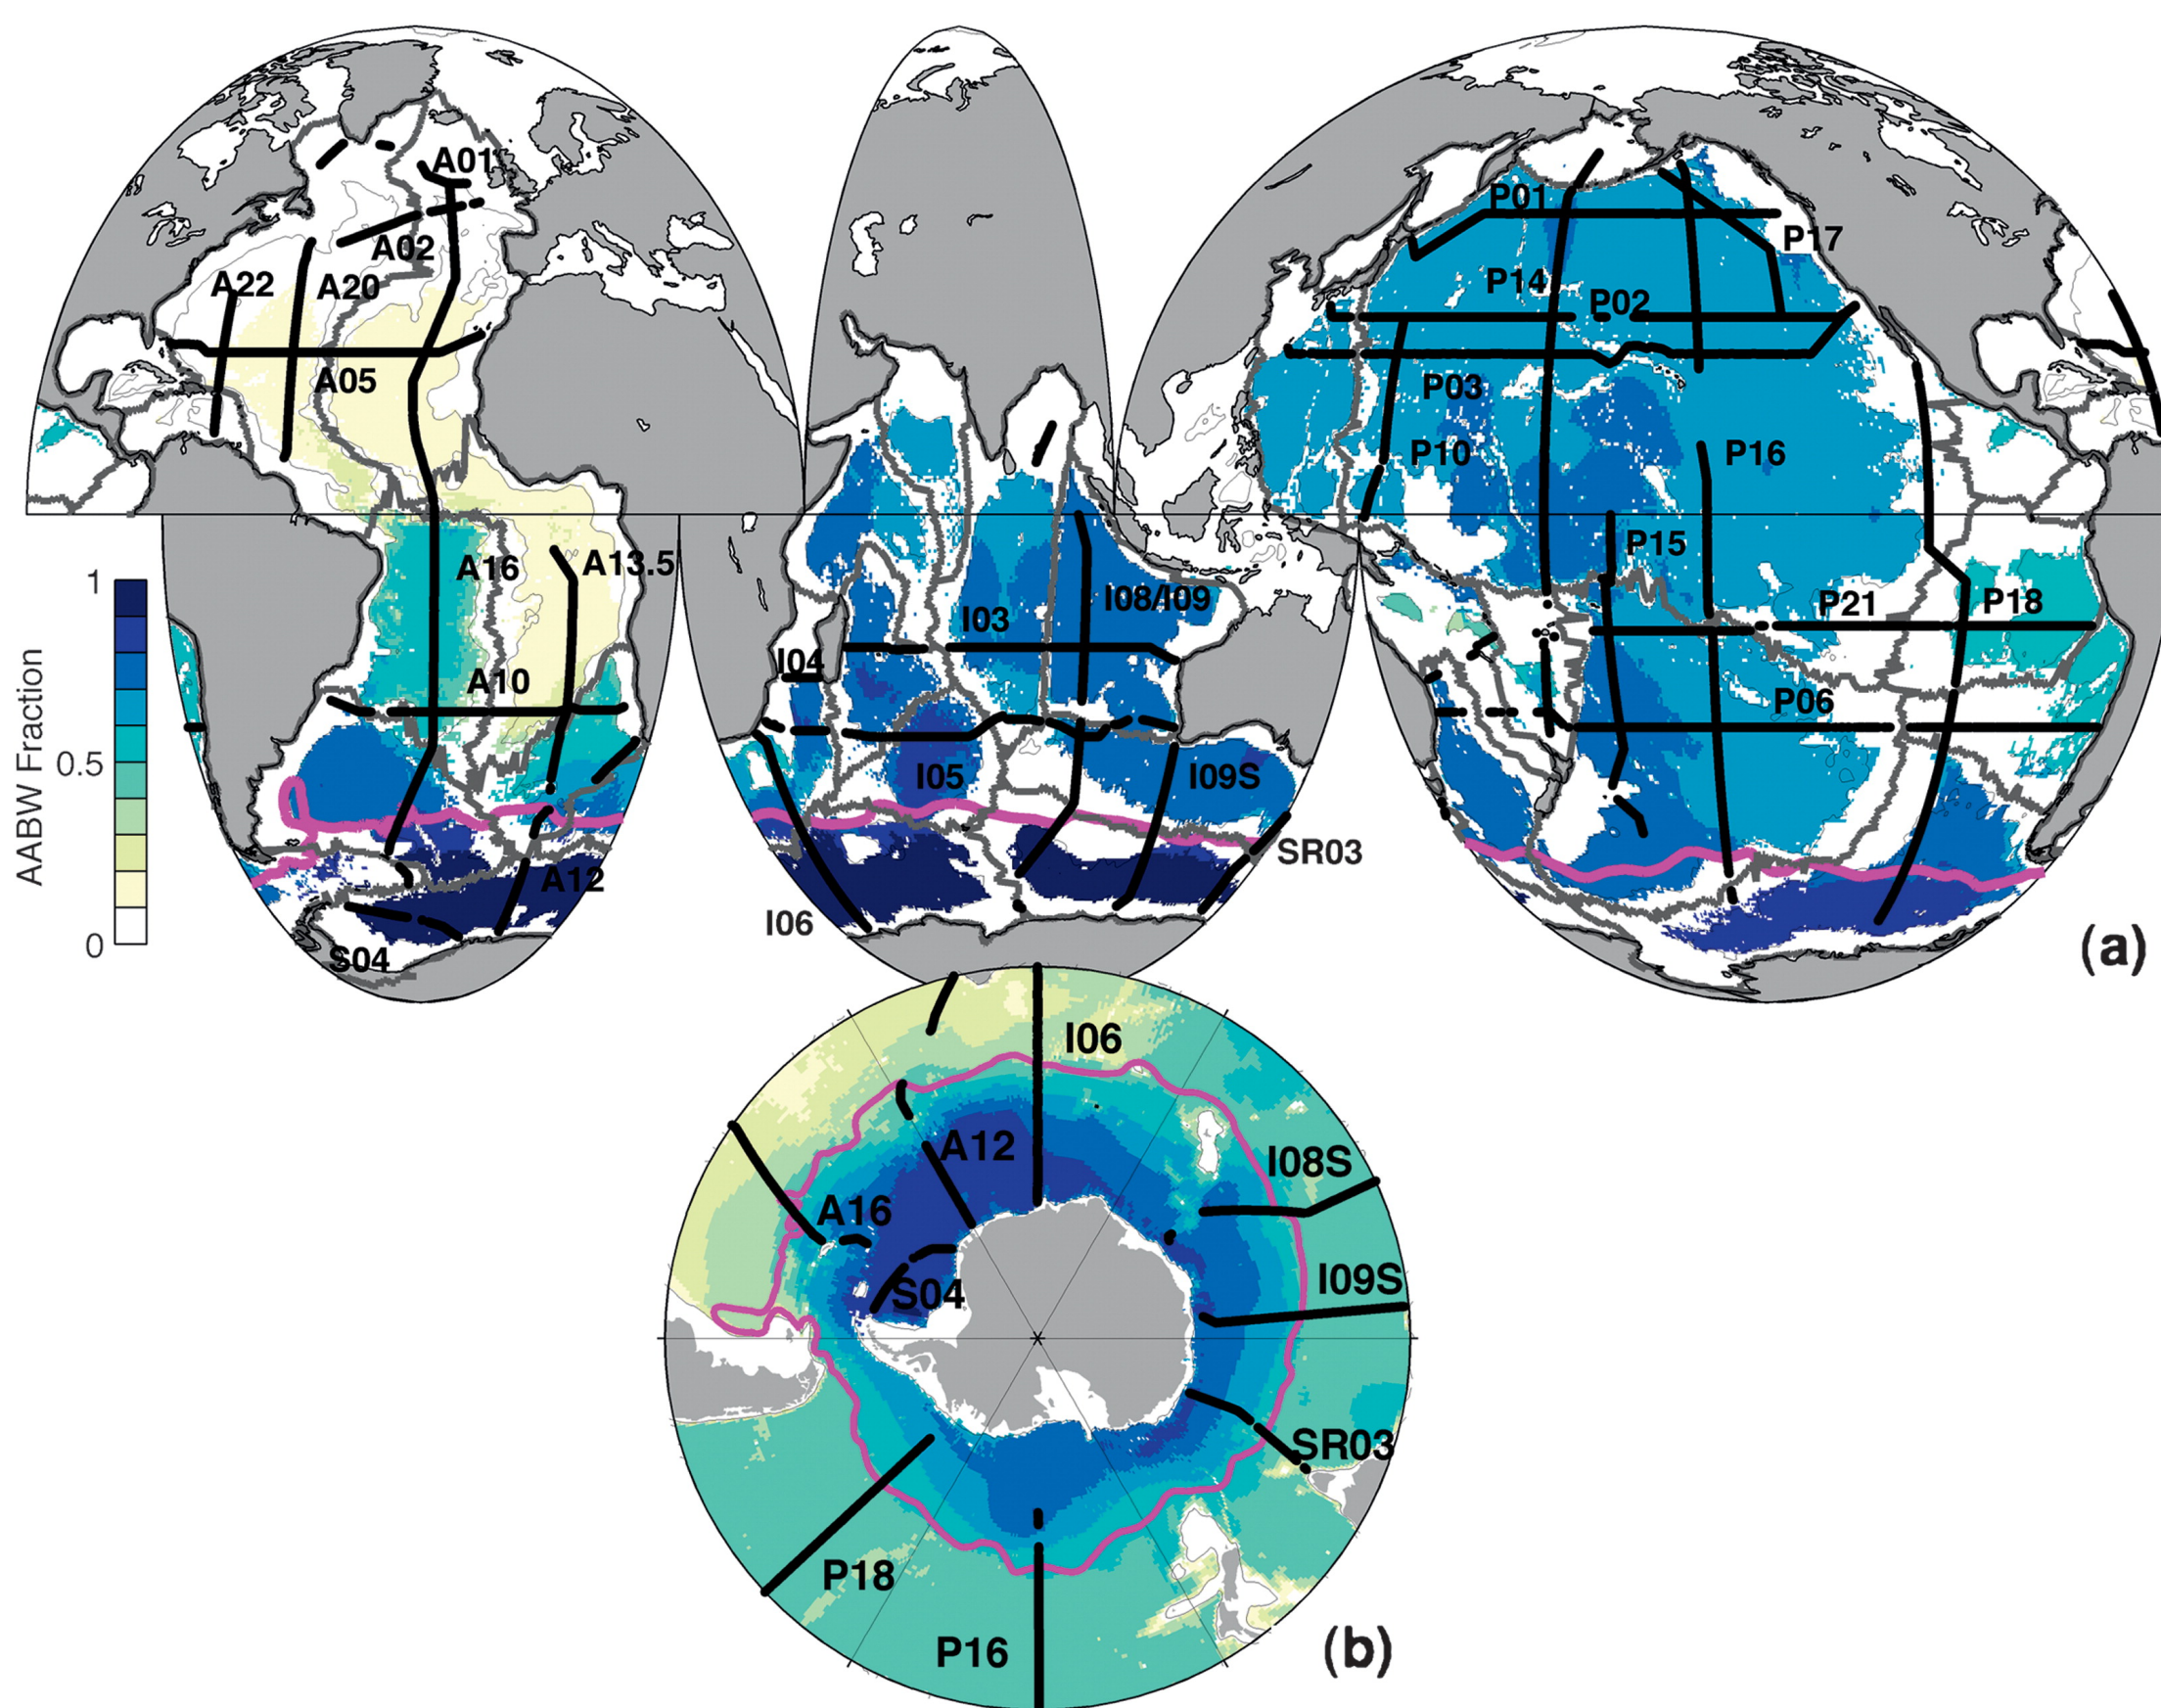 A01
P01
A02
P17
A22
A20
P14
P02
A05
P03
P10
P16
P15
A16
A13.5
1
I08/I09
P21
P18
I03
I04
A10
P06
AABW Fraction
0.5
I05
I09S
SR03
A12
I06
0
S04
(a)
I06
A12
I08S
A16
I09S
S04
SR03
P18
P16
(b)